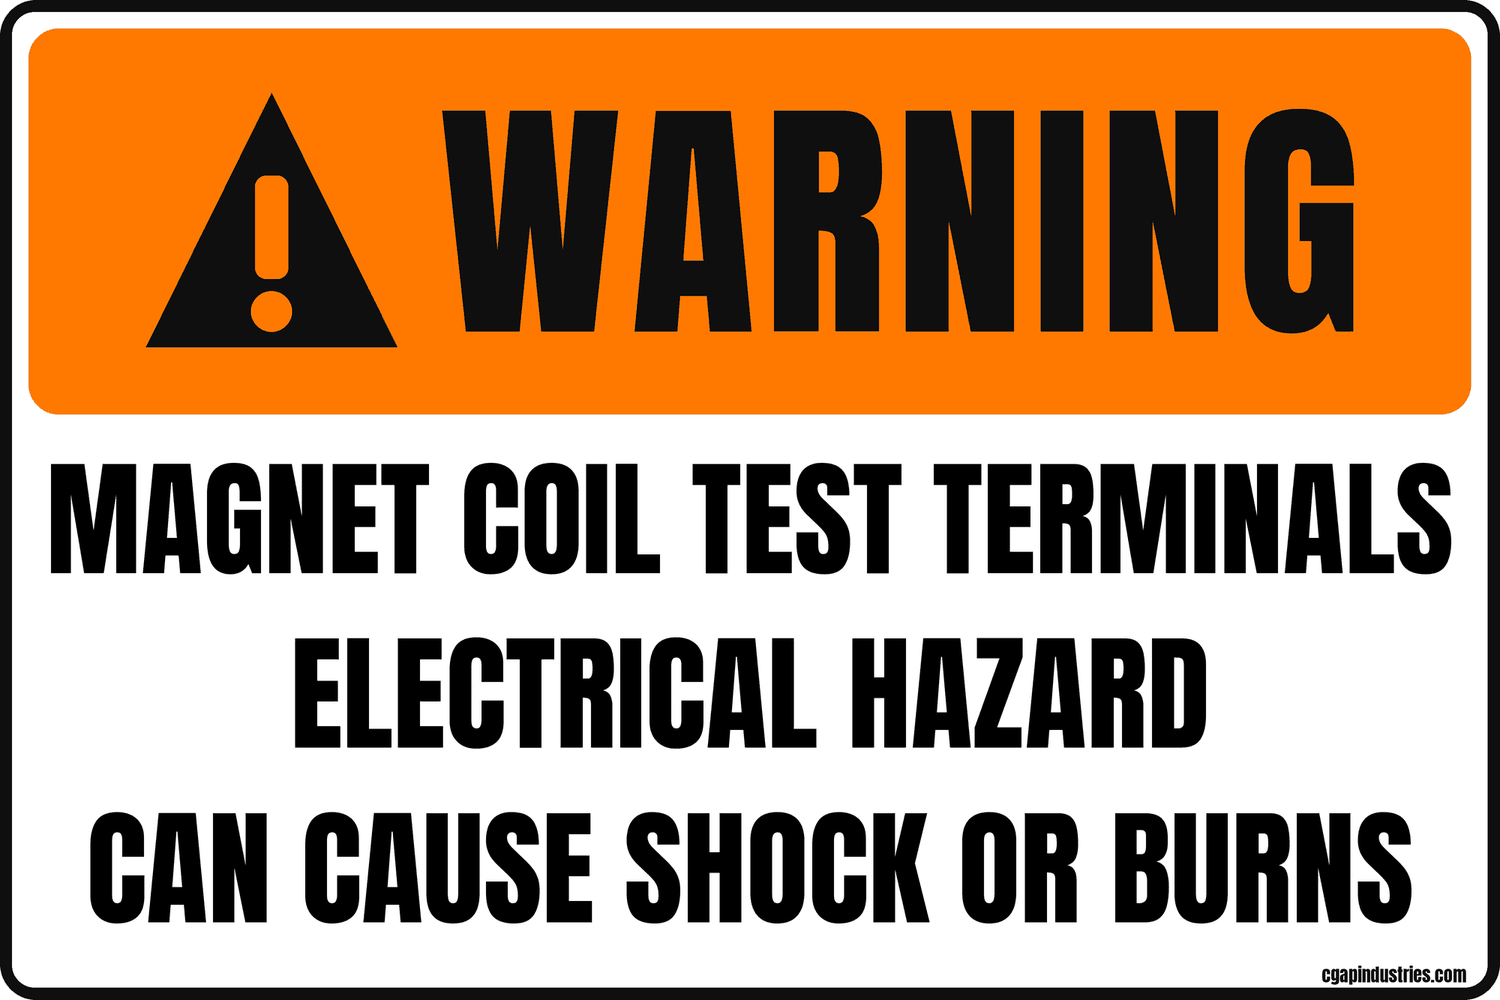 WARNING
MAGNET COIL TEST TERMINALS
ELECTRICAL HAZARD
CAN CAUSE SHOCK OR BURNS
cgapindustries.com